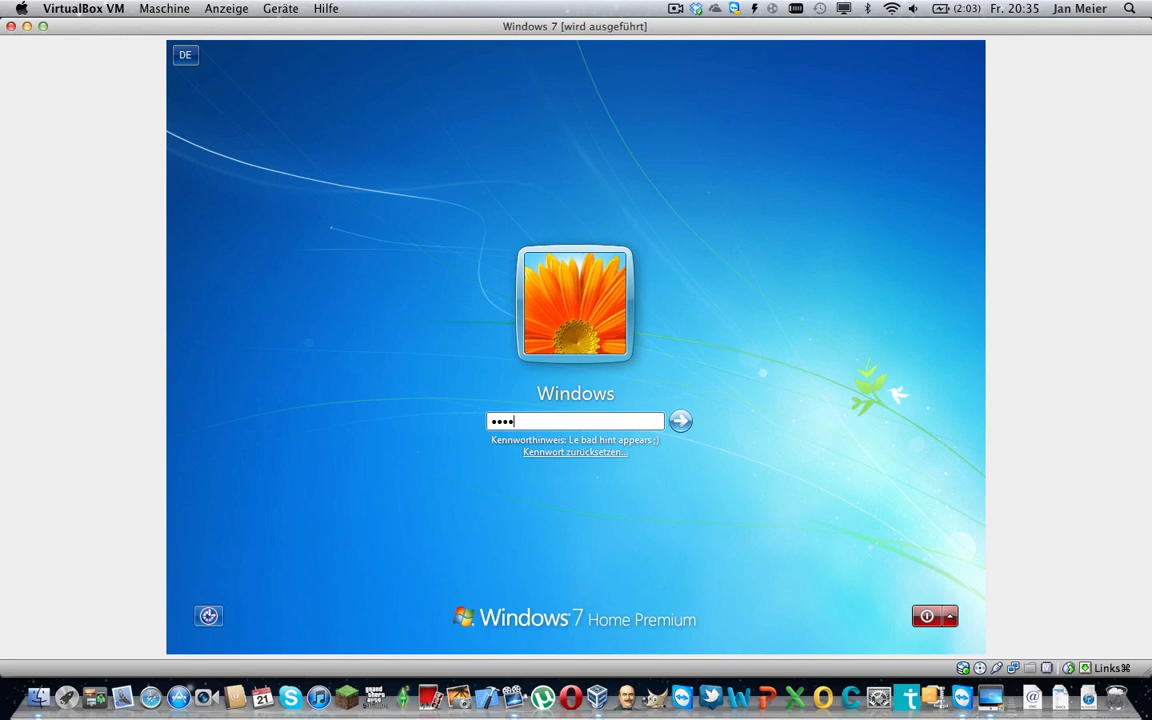 VirtualBox VM Maschine Anzeige Geräte Hilfe (2:03) Fr. 20:35 Jan Meier
Windows 7 [wird ausgeführt]
DE
Windows
Kennworthinweis: Le bad hint appears ;)
Kennwort zurücksetzen...
Windows 7 Home Premium
Links⌘
21